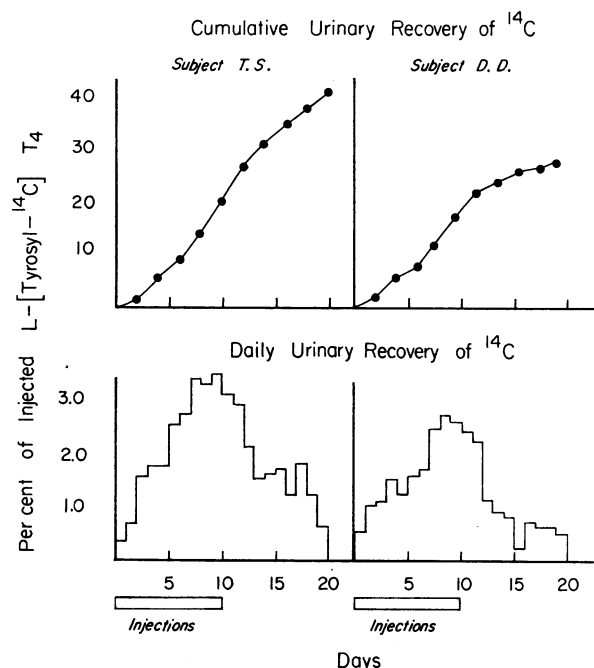 Cumulative Urinary Recovery of ¹⁴C
Subject T. S.
Subject D. D.
Per cent of Injected L-[Tyrosyl-¹⁴C] T₄
40
30
20
10
Daily Urinary Recovery of ¹⁴C
3.0
2.0
1.0
5 10 15 20
5 10 15 20
Injections
Injections
Days